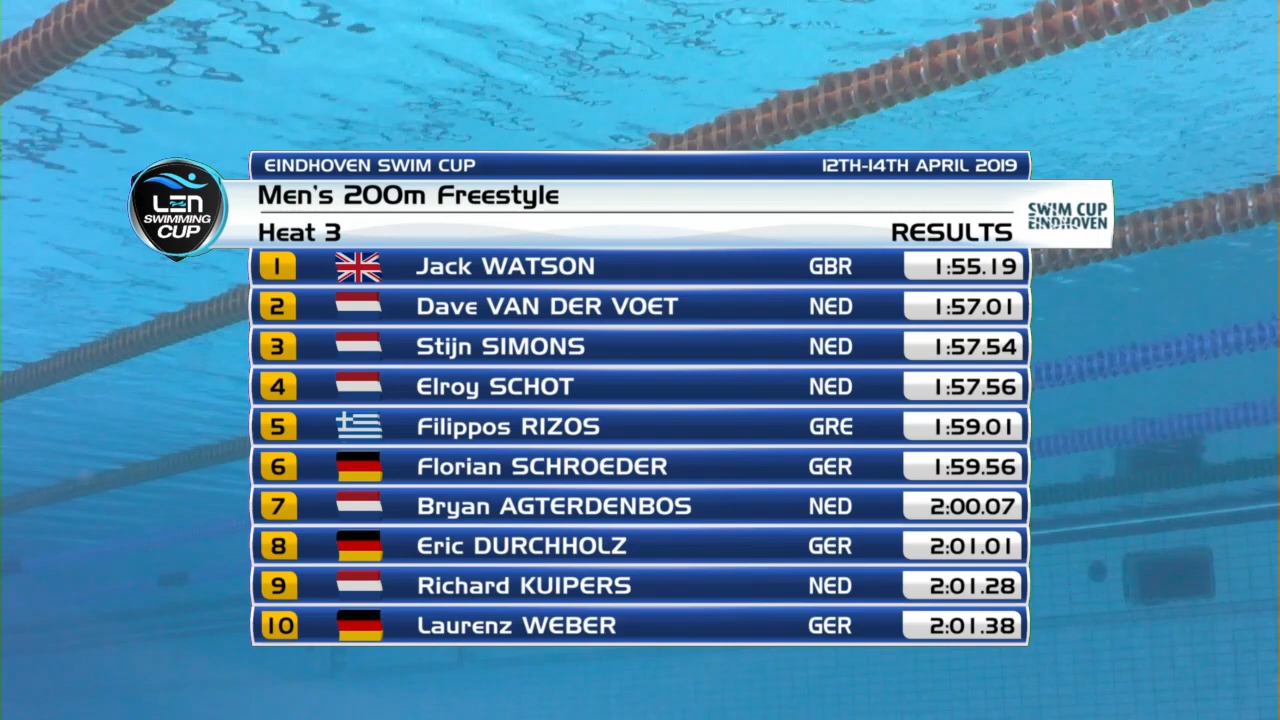 EINDHOVEN SWIM CUP 12TH-14TH APRIL 2019
LEN
SWIMMING
CUP
Men's 200m Freestyle
Heat 3 RESULTS
SWIM CUP
EINDHOVEN
1 Jack WATSON GBR 1:55.19
2 Dave VAN DER VOET NED 1:57.01
3 Stijn SIMONS NED 1:57.54
4 Elroy SCHOT NED 1:57.56
5 Filippos RIZOS GRE 1:59.01
6 Florian SCHROEDER GER 1:59.56
7 Bryan AGTERDENBOS NED 2:00.07
8 Eric DURCHHOLZ GER 2:01.01
9 Richard KUIPERS NED 2:01.28
10 Laurenz WEBER GER 2:01.38